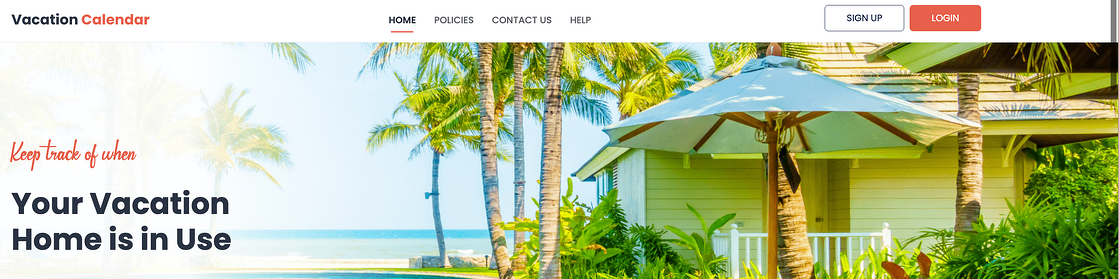 Vacation Calendar
HOME POLICIES CONTACT US HELP
SIGN UP LOGIN
Keep track of when
Your Vacation
Home is in Use